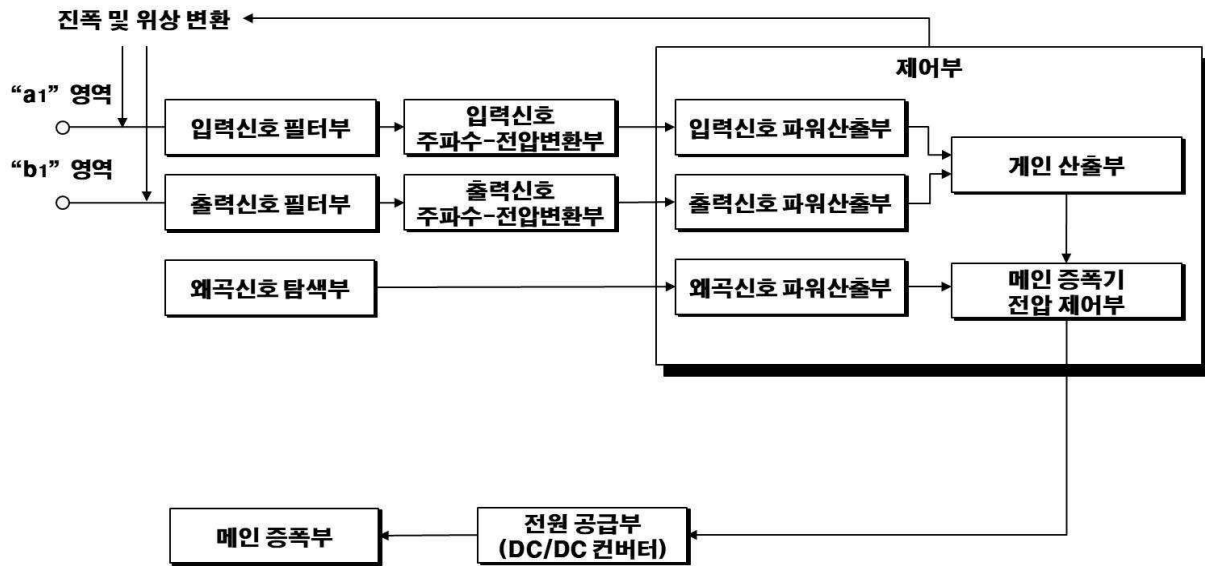 진폭 및 위상 변환
제어부
“a1” 영역
입력신호 필터부
입력신호
주파수-전압변환부
입력신호 파워산출부
게인 산출부
“b1” 영역
출력신호 필터부
출력신호
주파수-전압변환부
출력신호 파워산출부
왜곡신호 탐색부
왜곡신호 파워산출부
메인 증폭기
전압 제어부
메인 증폭부
전원 공급부
(DC/DC 컨버터)